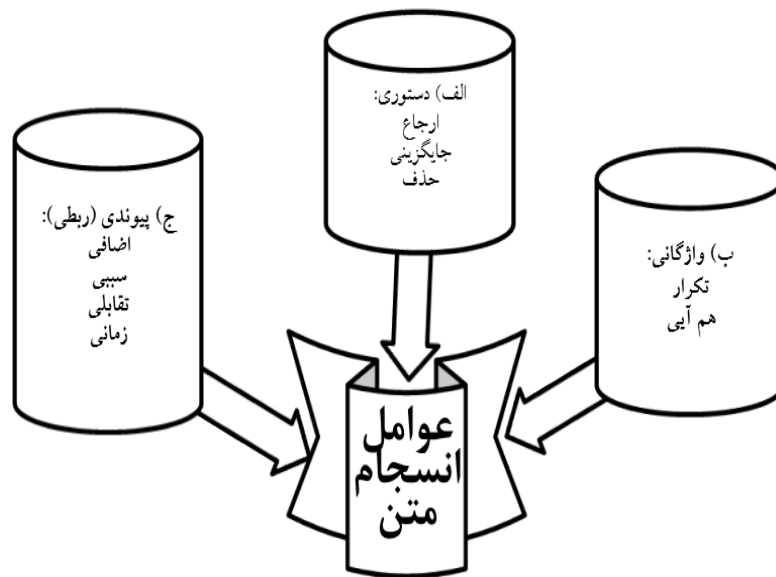 الف) دستوری:
ارجاع
جایگزینی
حذف
ب) واژگانی:
تکرار
هم آیی
ج) پیوندی (ربطی):
اضافی
سببی
تقابلی
زمانی
عوامل
انسجام
متن